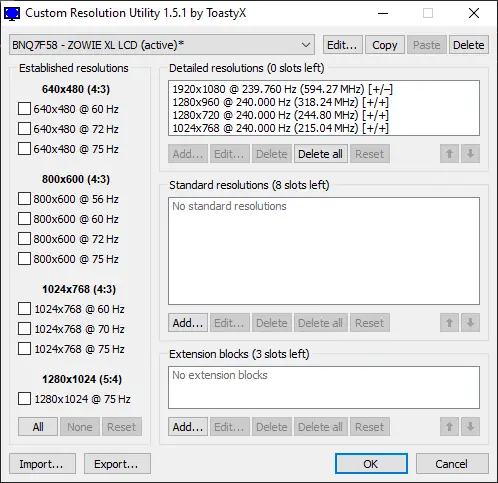 Custom Resolution Utility 1.5.1 by ToastyX
BNQ7F58 - ZOWIE XL LCD (active)*
Edit...
Copy
Paste
Delete
Established resolutions
640x480 (4:3)
640x480 @ 60 Hz
640x480 @ 72 Hz
640x480 @ 75 Hz
800x600 (4:3)
800x600 @ 56 Hz
800x600 @ 60 Hz
800x600 @ 72 Hz
800x600 @ 75 Hz
1024x768 (4:3)
1024x768 @ 60 Hz
1024x768 @ 70 Hz
1024x768 @ 75 Hz
1280x1024 (5:4)
1280x1024 @ 75 Hz
All
None
Reset
Detailed resolutions (0 slots left)
1920x1080 @ 239.760 Hz (594.27 MHz) [+/−]
1280x960 @ 240.000 Hz (318.24 MHz) [+/+]
1280x720 @ 240.000 Hz (244.80 MHz) [+/+]
1024x768 @ 240.000 Hz (215.04 MHz) [+/+]
Add...
Edit...
Delete
Delete all
Reset
Standard resolutions (8 slots left)
No standard resolutions
Add...
Edit...
Delete
Delete all
Reset
Extension blocks (3 slots left)
No extension blocks
Add...
Edit...
Delete
Delete all
Reset
Import...
Export...
OK
Cancel